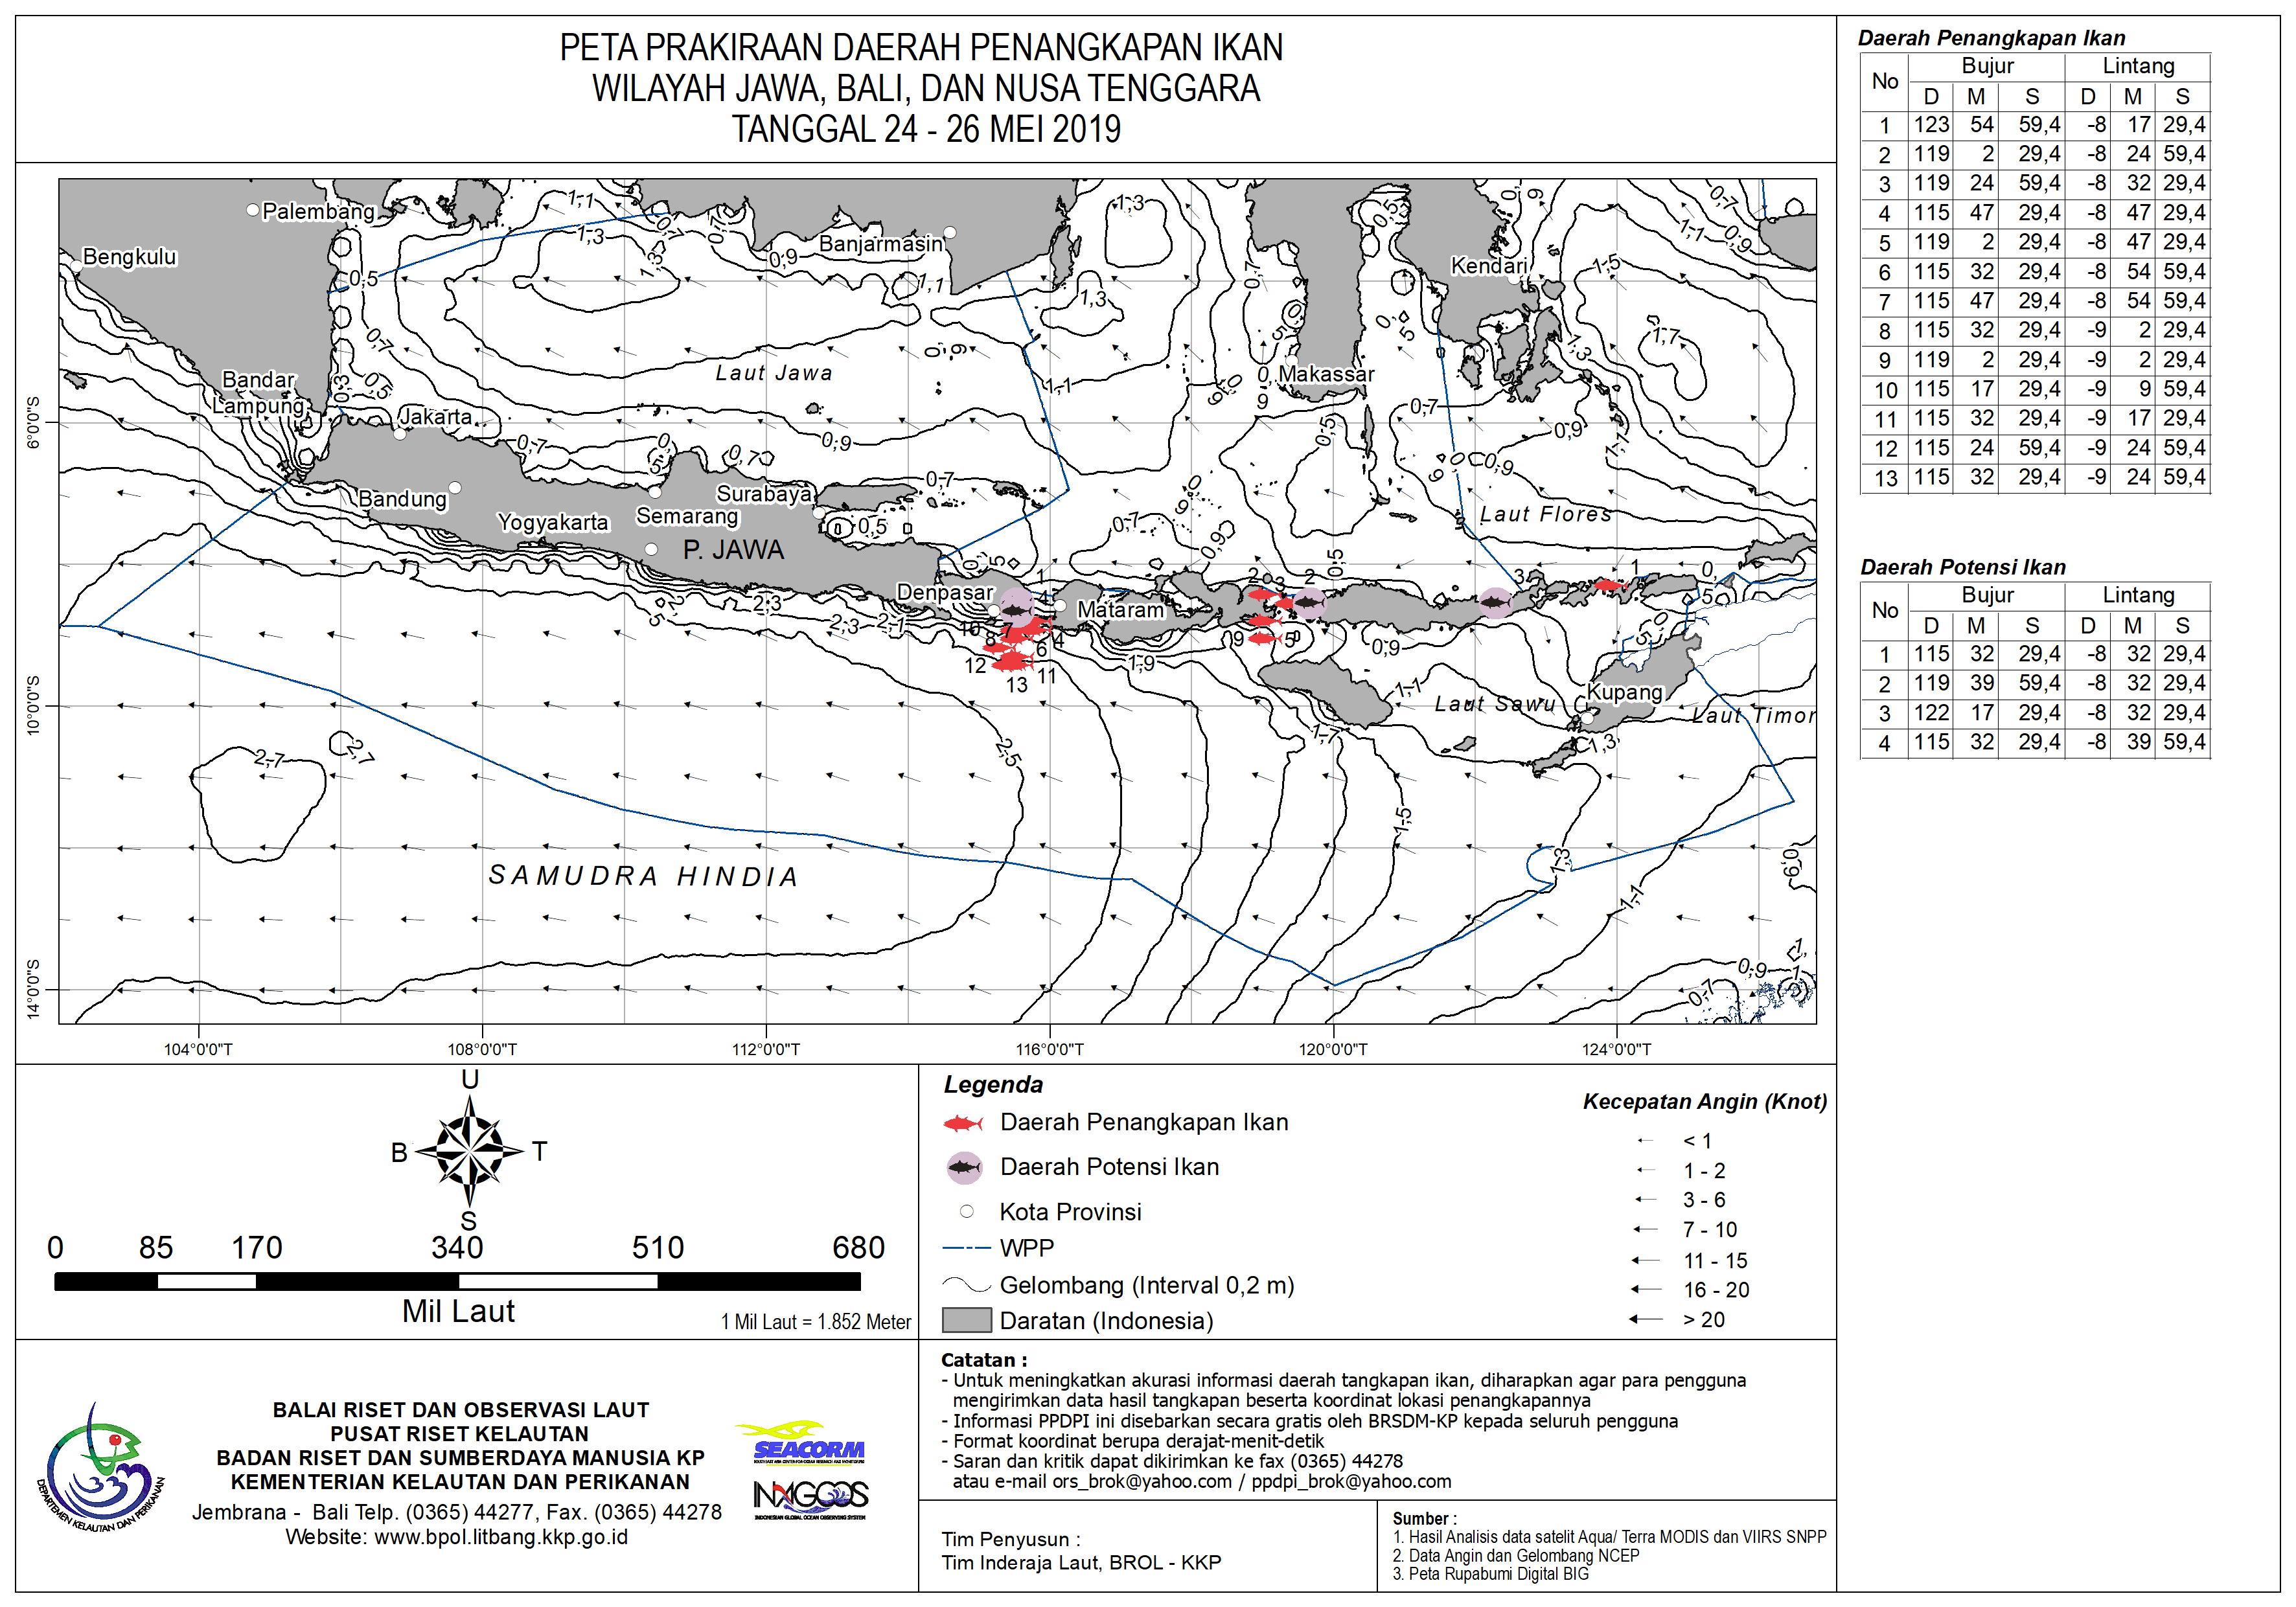 PETA PRAKIRAAN DAERAH PENANGKAPAN IKAN
WILAYAH JAWA, BALI, DAN NUSA TENGGARA
TANGGAL 24 - 26 MEI 2019
Palembang
Bengkulu
Banjarmasin
Kendari
Bandar
Lampung
Laut Jawa
Makassar
Jakarta
Bandung
Surabaya
Semarang
Yogyakarta
P. JAWA
Laut Flores
Denpasar
Mataram
Kupang
Laut Sawu
Laut Timor
SAMUDRA HINDIA
6°0'0"S
10°0'0"S
14°0'0"S
104°0'0"T
108°0'0"T
112°0'0"T
116°0'0"T
120°0'0"T
124°0'0"T
Daerah Penangkapan Ikan
No Bujur Lintang
D M S D M S
1 123 54 59,4 -8 17 29,4
2 119 2 29,4 -8 24 59,4
3 119 24 59,4 -8 32 29,4
4 115 47 29,4 -8 47 29,4
5 119 2 29,4 -8 47 29,4
6 115 32 29,4 -8 54 59,4
7 115 47 29,4 -8 54 59,4
8 115 32 29,4 -9 2 29,4
9 119 2 29,4 -9 2 29,4
10 115 17 29,4 -9 9 59,4
11 115 32 29,4 -9 17 29,4
12 115 24 59,4 -9 24 59,4
13 115 32 29,4 -9 24 59,4
Daerah Potensi Ikan
No Bujur Lintang
D M S D M S
1 115 32 29,4 -8 32 29,4
2 119 39 59,4 -8 32 29,4
3 122 17 29,4 -8 32 29,4
4 115 32 29,4 -8 39 59,4
U
B
T
S
0 85 170 340 510 680
Mil Laut
1 Mil Laut = 1.852 Meter
Legenda
Daerah Penangkapan Ikan
Daerah Potensi Ikan
Kota Provinsi
WPP
Gelombang (Interval 0,2 m)
Daratan (Indonesia)
Kecepatan Angin (Knot)
< 1
1 - 2
3 - 6
7 - 10
11 - 15
16 - 20
> 20
DEPARTEMEN KELAUTAN DAN PERIKANAN
BALAI RISET DAN OBSERVASI LAUT
PUSAT RISET KELAUTAN
BADAN RISET DAN SUMBERDAYA MANUSIA KP
KEMENTERIAN KELAUTAN DAN PERIKANAN
Jembrana - Bali Telp. (0365) 44277, Fax. (0365) 44278
Website: www.bpol.litbang.kkp.go.id
SEACORM
INAGOOS
INDONESIAN GLOBAL OCEAN OBSERVING SYSTEM
Catatan :
- Untuk meningkatkan akurasi informasi daerah tangkapan ikan, diharapkan agar para pengguna
mengirimkan data hasil tangkapan beserta koordinat lokasi penangkapannya
- Informasi PPDPI ini disebarkan secara gratis oleh BRSDM-KP kepada seluruh pengguna
- Format koordinat berupa derajat-menit-detik
- Saran dan kritik dapat dikirimkan ke fax (0365) 44278
atau e-mail ors_brok@yahoo.com / ppdpi_brok@yahoo.com
Tim Penyusun :
Tim Inderaja Laut, BROL - KKP
Sumber :
1. Hasil Analisis data satelit Aqua/ Terra MODIS dan VIIRS SNPP
2. Data Angin dan Gelombang NCEP
3. Peta Rupabumi Digital BIG